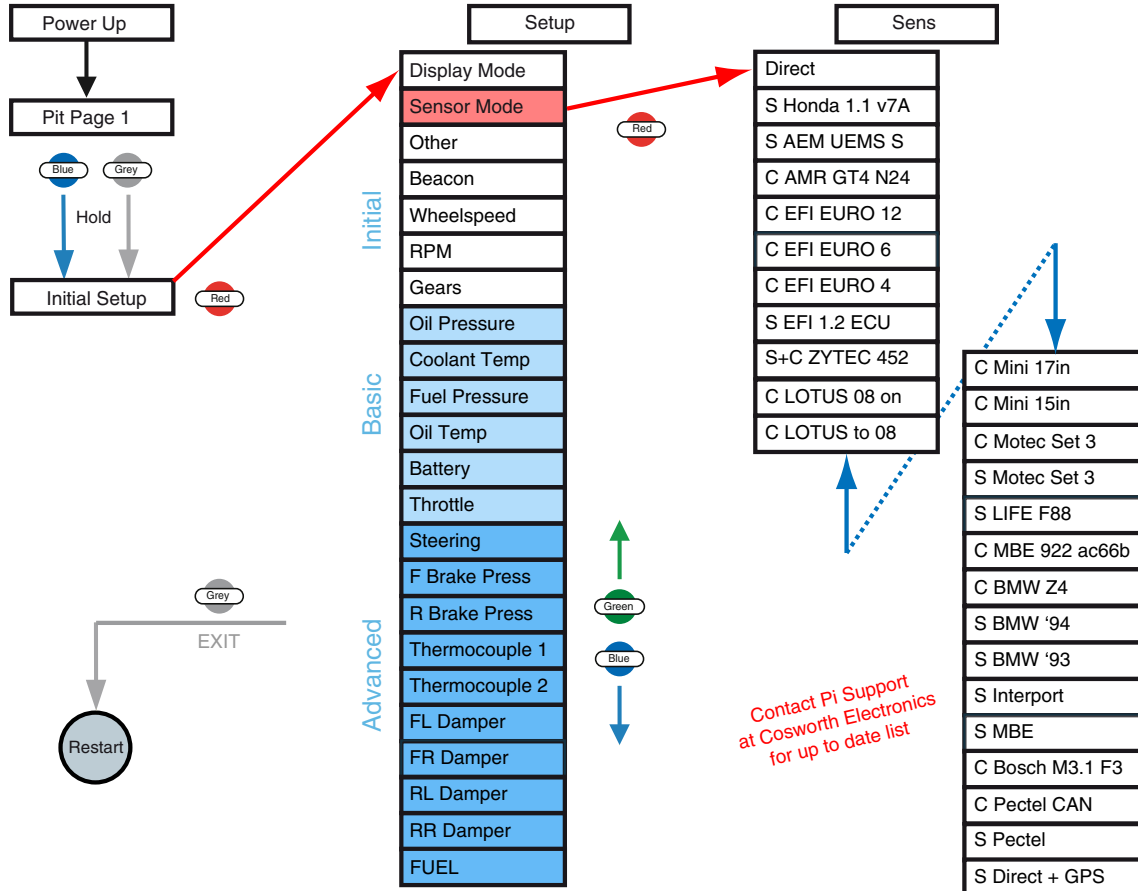 Power Up
Pit Page 1
Blue
Grey
Hold
Initial Setup
Red
Grey
EXIT
Restart
Setup
Initial
Basic
Advanced
Display Mode
Sensor Mode
Other
Beacon
Wheelspeed
RPM
Gears
Oil Pressure
Coolant Temp
Fuel Pressure
Oil Temp
Battery
Throttle
Steering
F Brake Press
R Brake Press
Thermocouple 1
Thermocouple 2
FL Damper
FR Damper
RL Damper
RR Damper
FUEL
Red
Green
Blue
Sens
Direct
S Honda 1.1 v7A
S AEM UEMS S
C AMR GT4 N24
C EFI EURO 12
C EFI EURO 6
C EFI EURO 4
S EFI 1.2 ECU
S+C ZYTEC 452
C LOTUS 08 on
C LOTUS to 08
Contact Pi Support
at Cosworth Electronics
for up to date list
C Mini 17in
C Mini 15in
C Motec Set 3
S Motec Set 3
S LIFE F88
C MBE 922 ac66b
C BMW Z4
S BMW ‘94
S BMW ‘93
S Interport
S MBE
C Bosch M3.1 F3
C Pectel CAN
S Pectel
S Direct + GPS